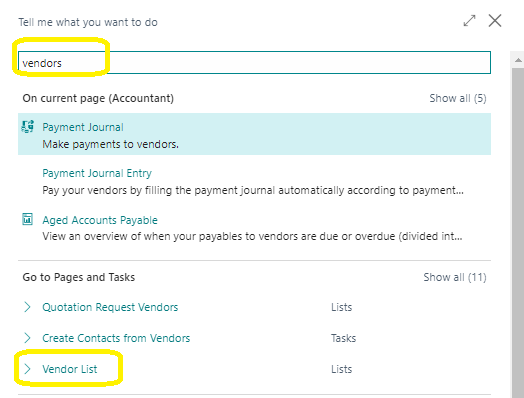 Tell me what you want to do
vendors
On current page (Accountant) Show all (5)
Payment Journal
Make payments to vendors.
Payment Journal Entry
Pay your vendors by filling the payment journal automatically according to payment...
Aged Accounts Payable
View an overview of when your payables to vendors are due or overdue (divided int...
Go to Pages and Tasks Show all (11)
Quotation Request Vendors Lists
Create Contacts from Vendors Tasks
Vendor List Lists